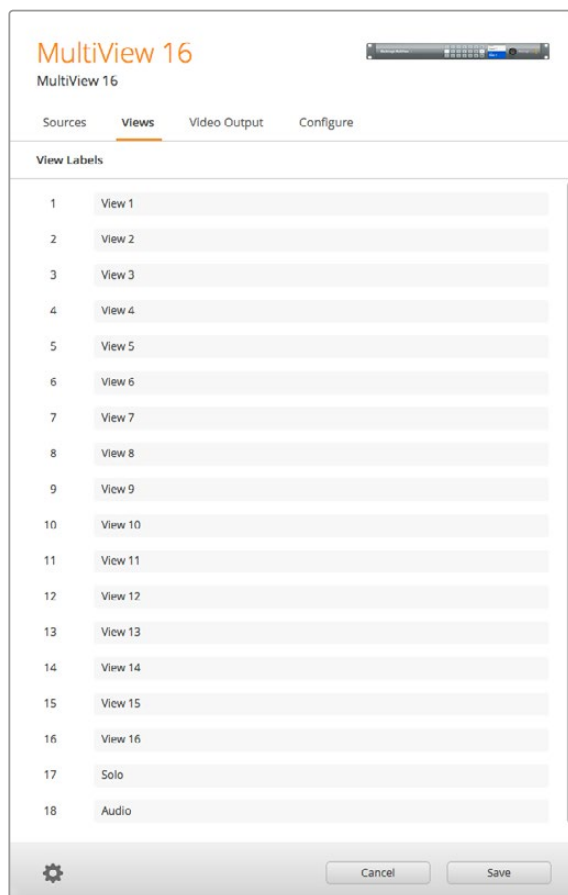 MultiView 16
MultiView 16
Sources Views Video Output Configure
View Labels
1 View 1
2 View 2
3 View 3
4 View 4
5 View 5
6 View 6
7 View 7
8 View 8
9 View 9
10 View 10
11 View 11
12 View 12
13 View 13
14 View 14
15 View 15
16 View 16
17 Solo
18 Audio
Cancel Save